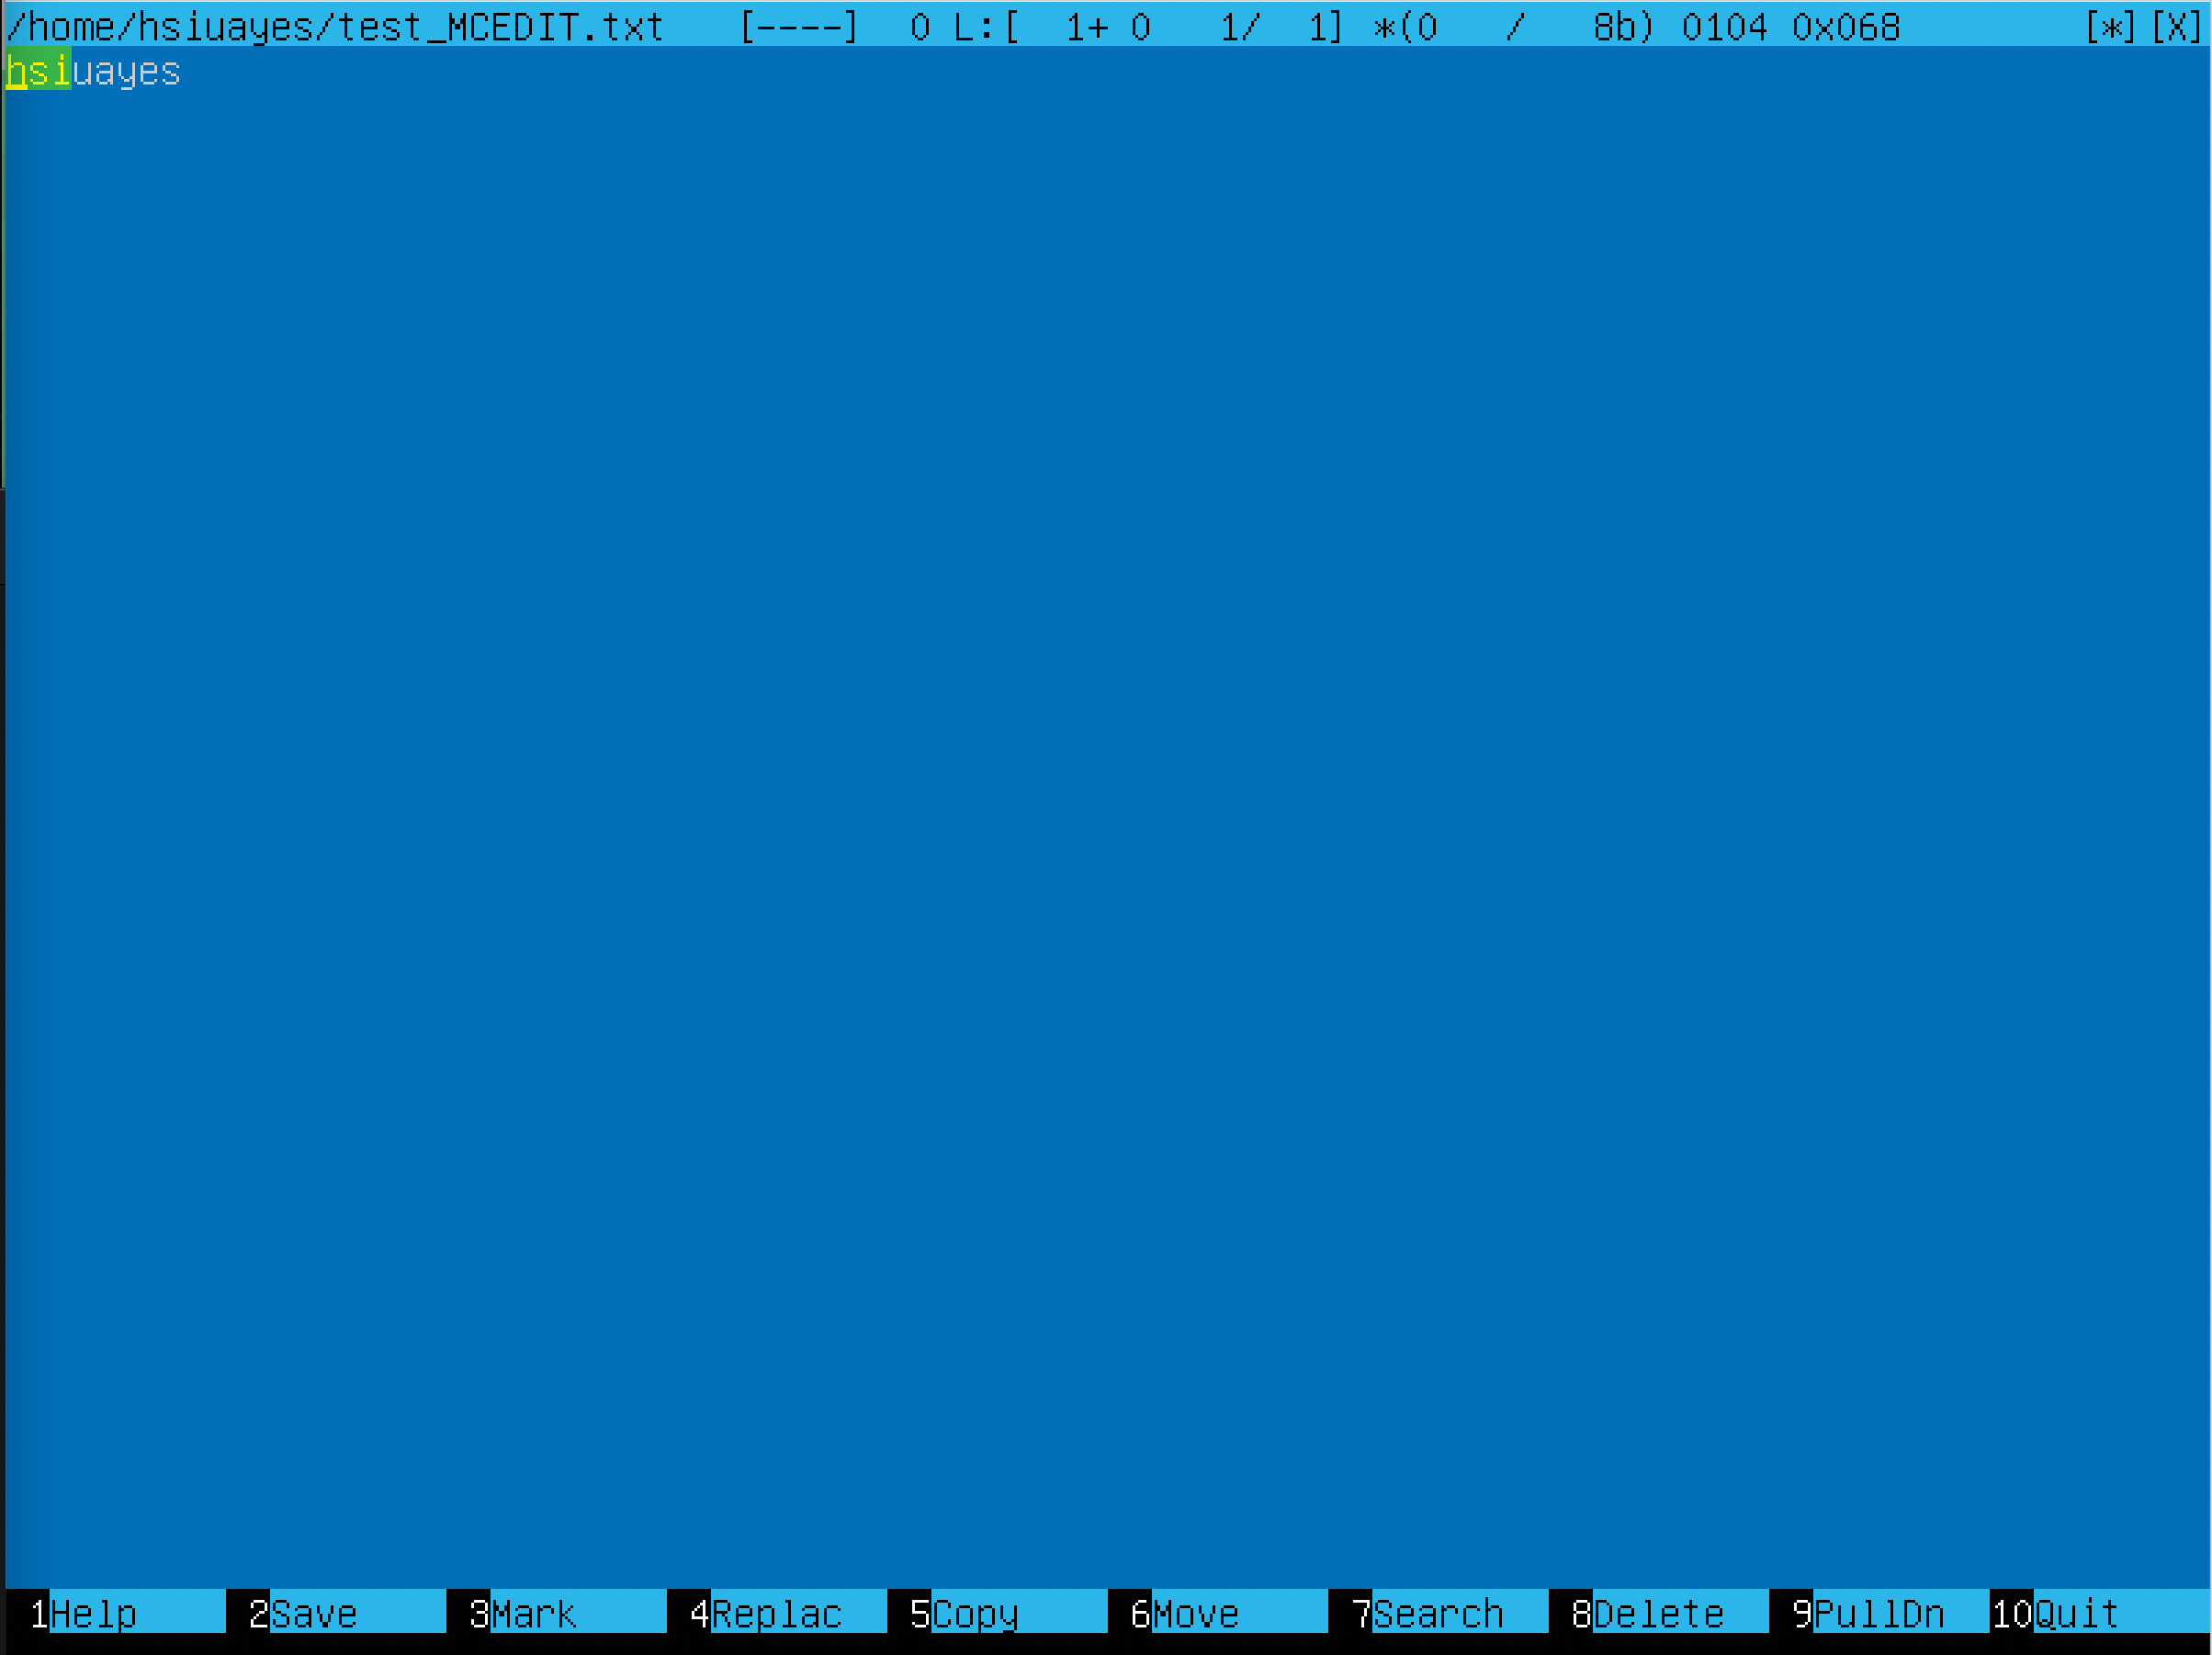 /home/hsiuayes/test_MCEDIT.txt   [----]  0 L:[  1+ 0   1/  1] *(0   /   8b) 0104 0x068        [*][X]
hsiuayes
1Help 2Save 3Mark 4Replac 5Copy 6Move 7Search 8Delete 9PullDn 10Quit